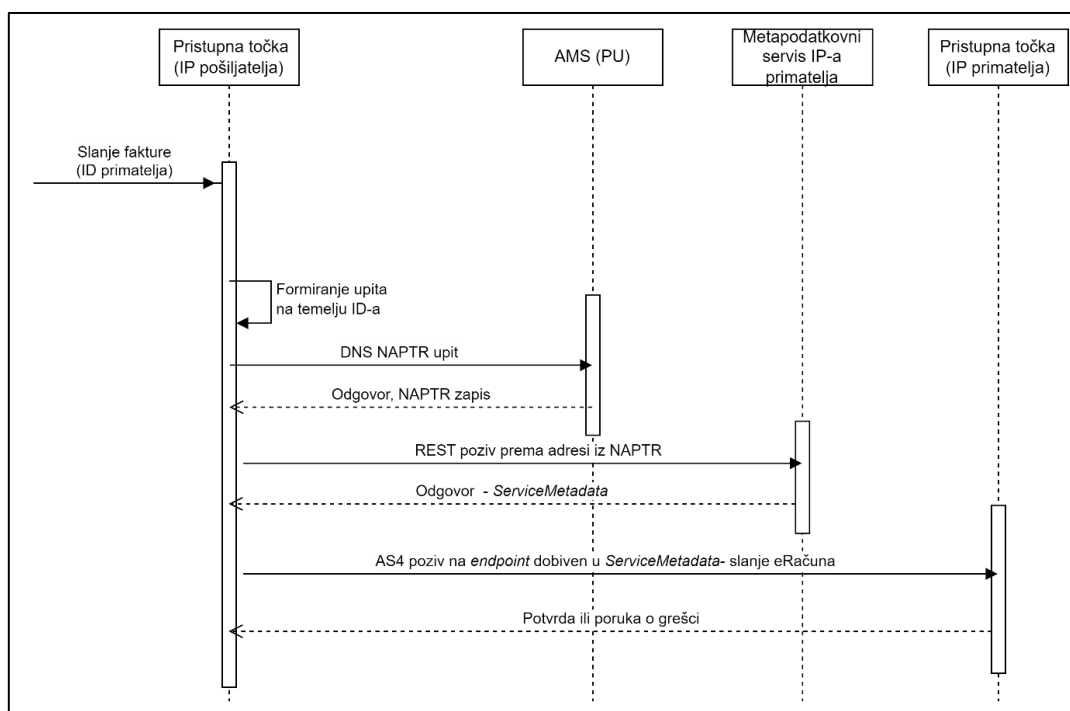 Pristupna točka
(IP pošiljatelja)
AMS (PU)
Metapodatkovni
servis IP-a
primatelja
Pristupna točka
(IP primatelja)
Slanje fakture
(ID primatelja)
Formiranje upita
na temelju ID-a
DNS NAPTR upit
Odgovor, NAPTR zapis
REST poziv prema adresi iz NAPTR
Odgovor - ServiceMetadata
AS4 poziv na endpoint dobiven u ServiceMetadata- slanje eRačuna
Potvrda ili poruka o grešci